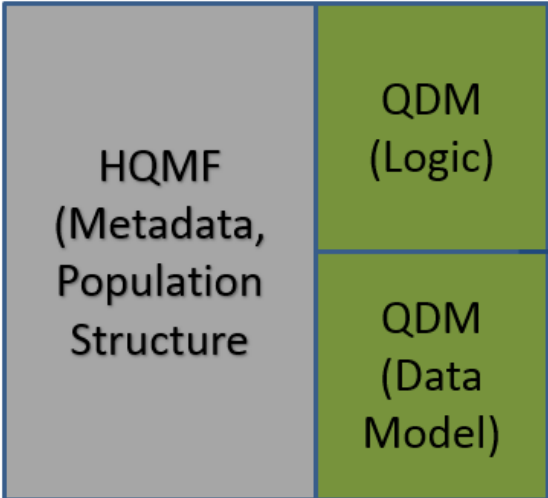 HQMF
(Metadata,
Population
Structure
QDM
(Logic)
QDM
(Data
Model)